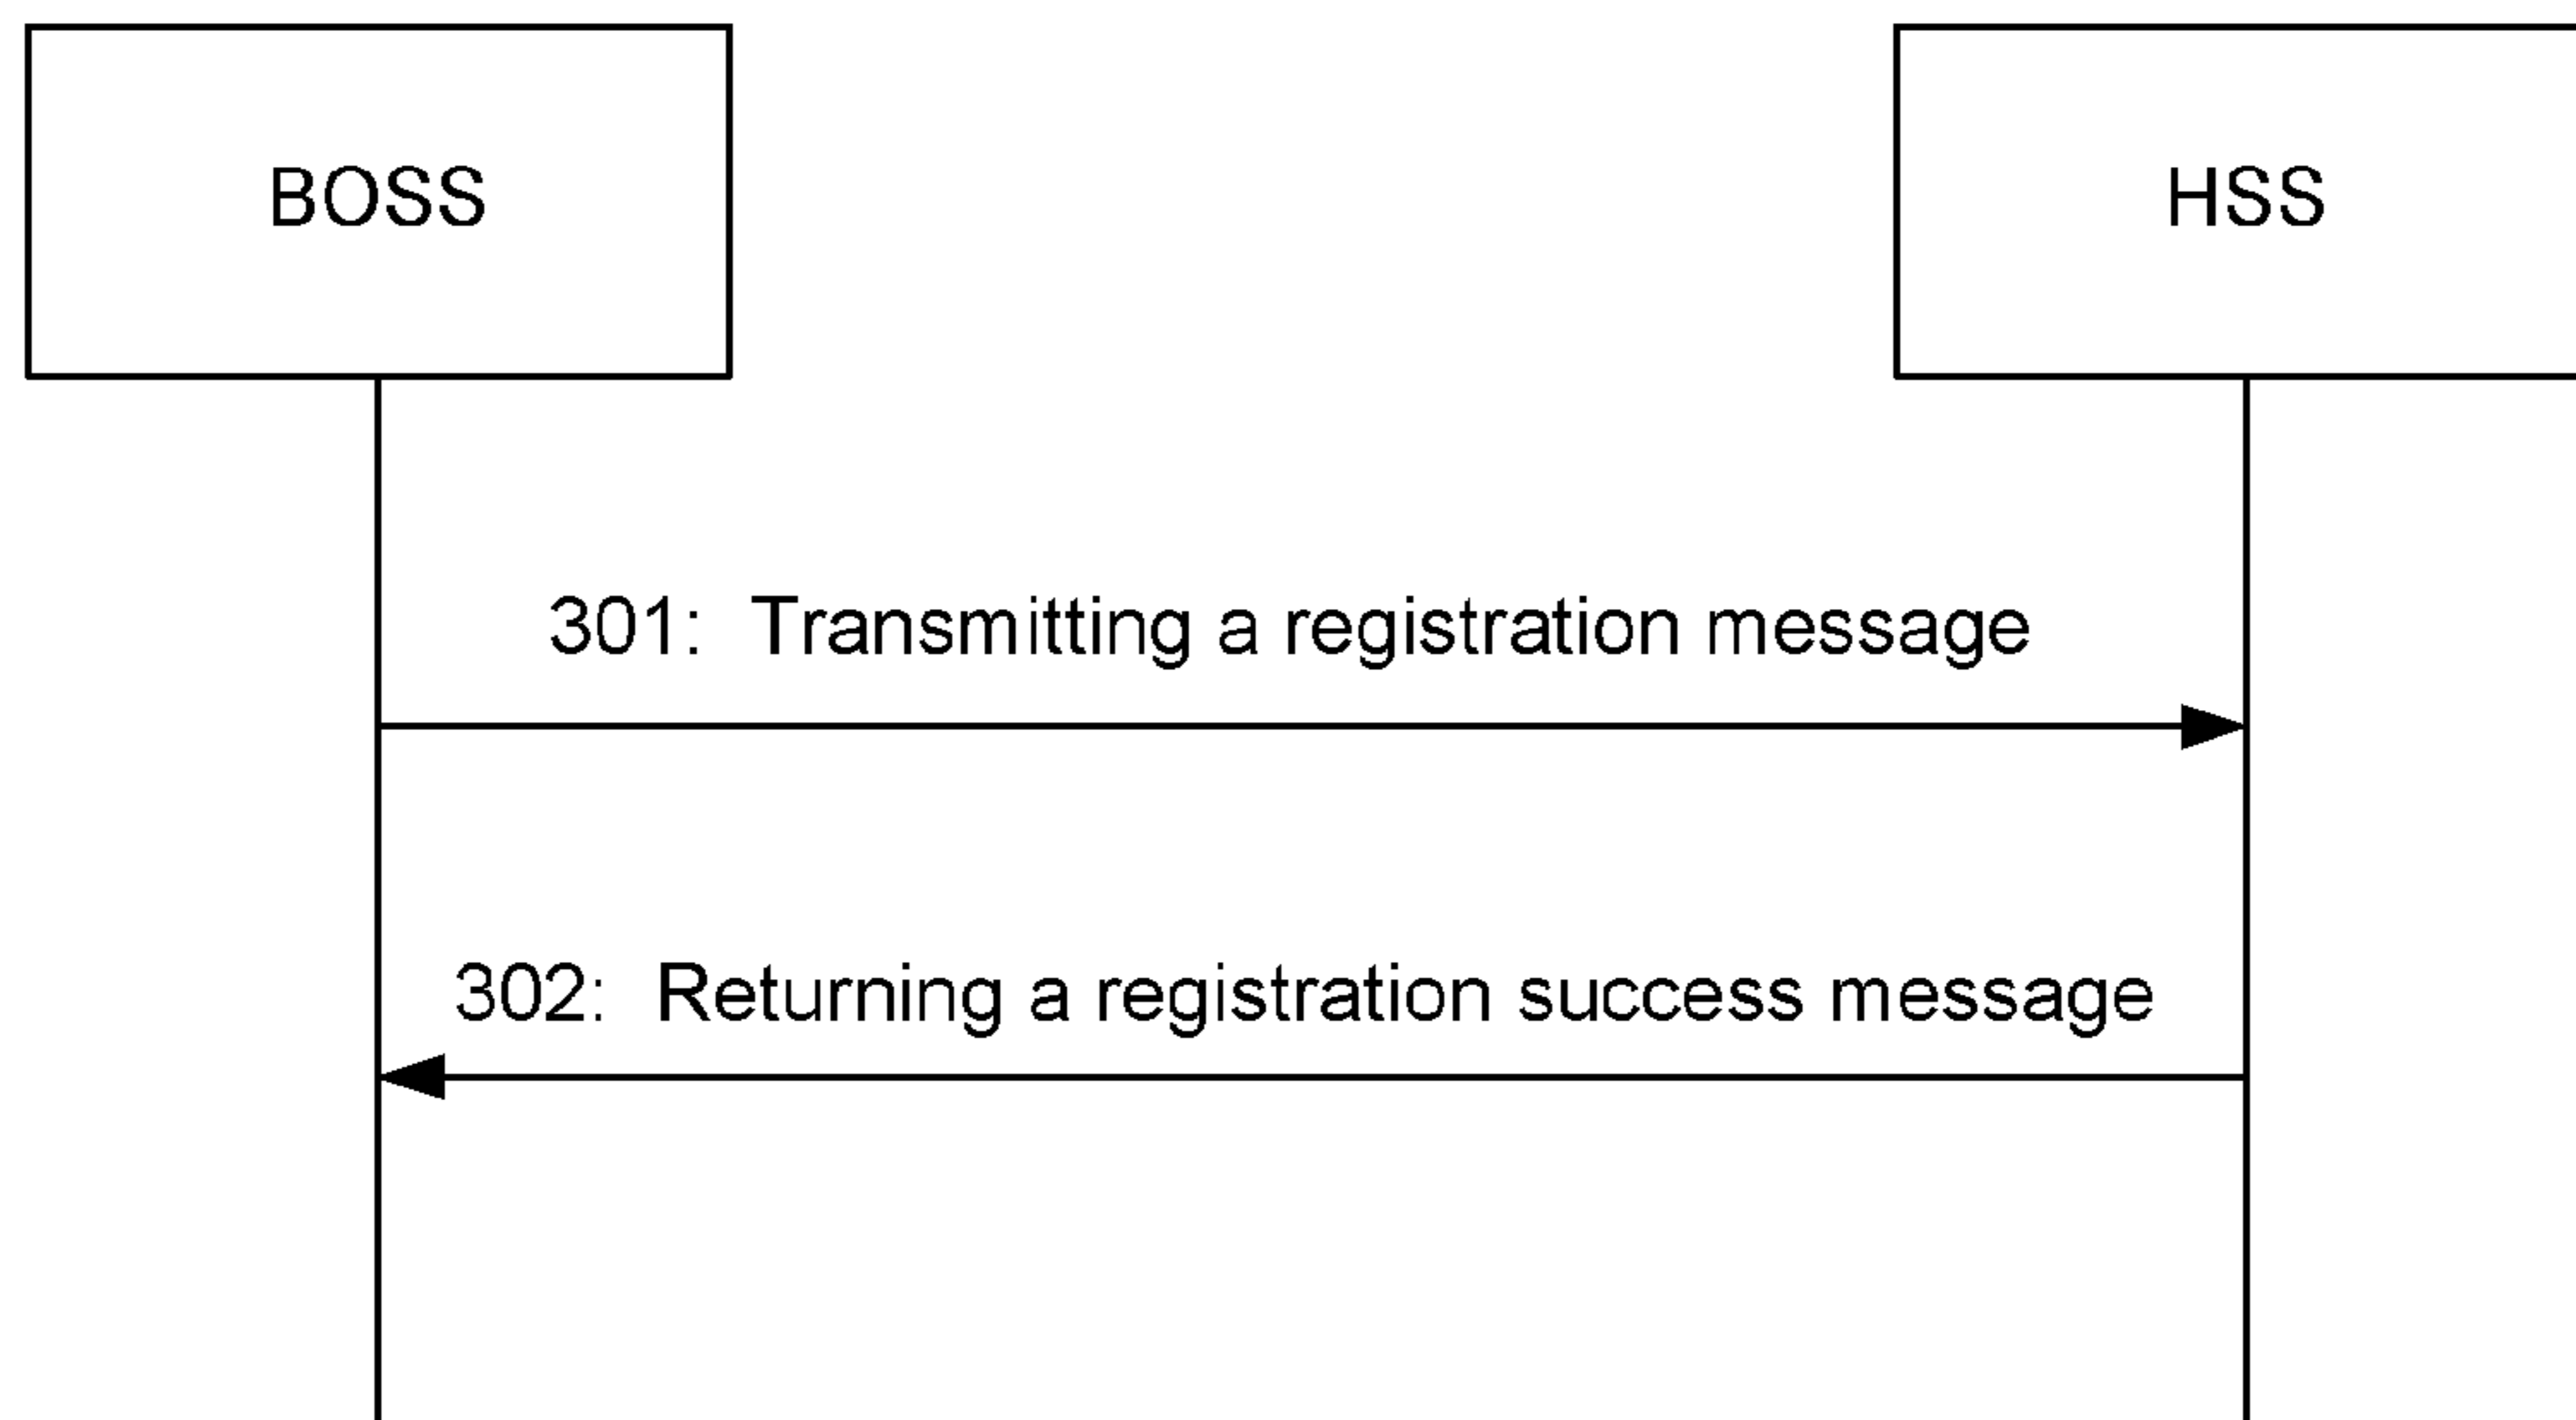 BOSS
HSS
301: Transmitting a registration message
302: Returning a registration success message